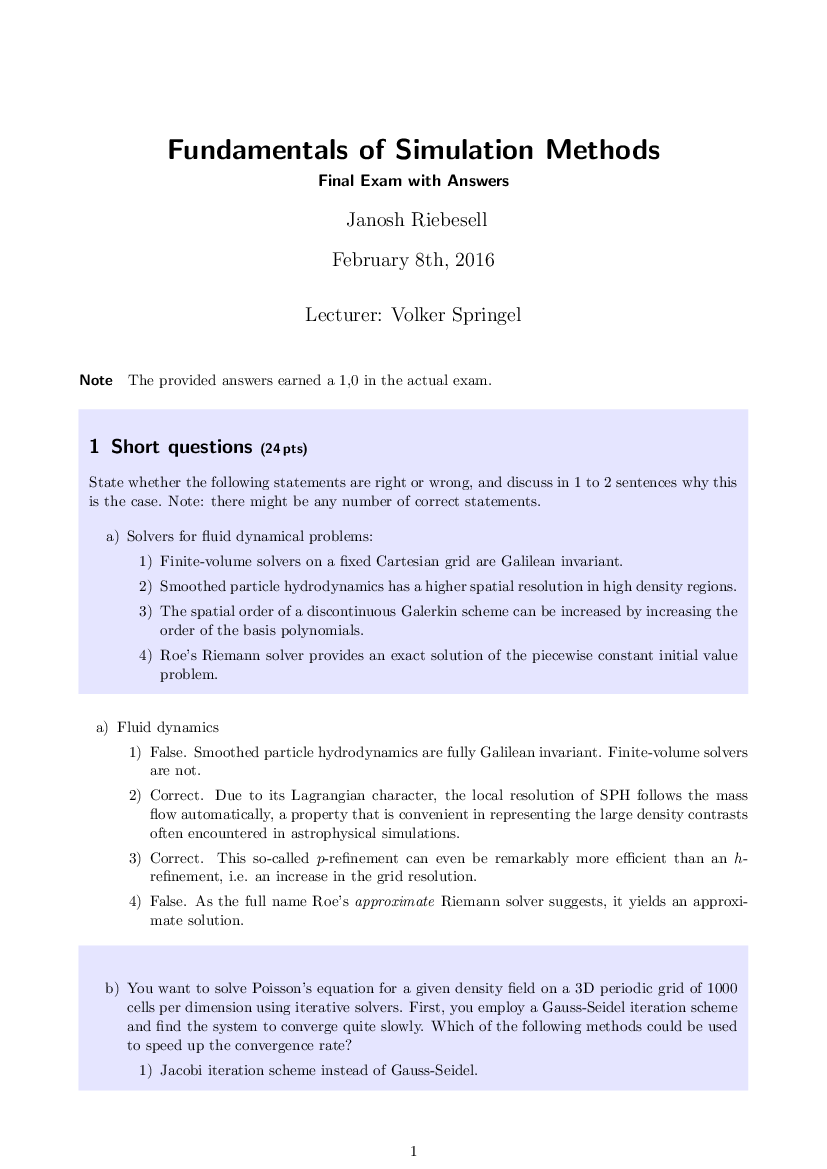 Fundamentals of Simulation Methods
Final Exam with Answers
Janosh Riebesell
February 8th, 2016
Lecturer: Volker Springel
Note The provided answers earned a 1,0 in the actual exam.
1 Short questions (24 pts)
State whether the following statements are right or wrong, and discuss in 1 to 2 sentences why this
is the case. Note: there might be any number of correct statements.
a) Solvers for fluid dynamical problems:
1) Finite-volume solvers on a fixed Cartesian grid are Galilean invariant.
2) Smoothed particle hydrodynamics has a higher spatial resolution in high density regions.
3) The spatial order of a discontinuous Galerkin scheme can be increased by increasing the
order of the basis polynomials.
4) Roe's Riemann solver provides an exact solution of the piecewise constant initial value
problem.
a) Fluid dynamics
1) False. Smoothed particle hydrodynamics are fully Galilean invariant. Finite-volume solvers
are not.
2) Correct. Due to its Lagrangian character, the local resolution of SPH follows the mass
flow automatically, a property that is convenient in representing the large density contrasts
often encountered in astrophysical simulations.
3) Correct. This so-called p-refinement can even be remarkably more efficient than an h-
refinement, i.e. an increase in the grid resolution.
4) False. As the full name Roe's approximate Riemann solver suggests, it yields an approxi-
mate solution.
b) You want to solve Poisson's equation for a given density field on a 3D periodic grid of 1000
cells per dimension using iterative solvers. First, you employ a Gauss-Seidel iteration scheme
and find the system to converge quite slowly. Which of the following methods could be used
to speed up the convergence rate?
1) Jacobi iteration scheme instead of Gauss-Seidel.
1